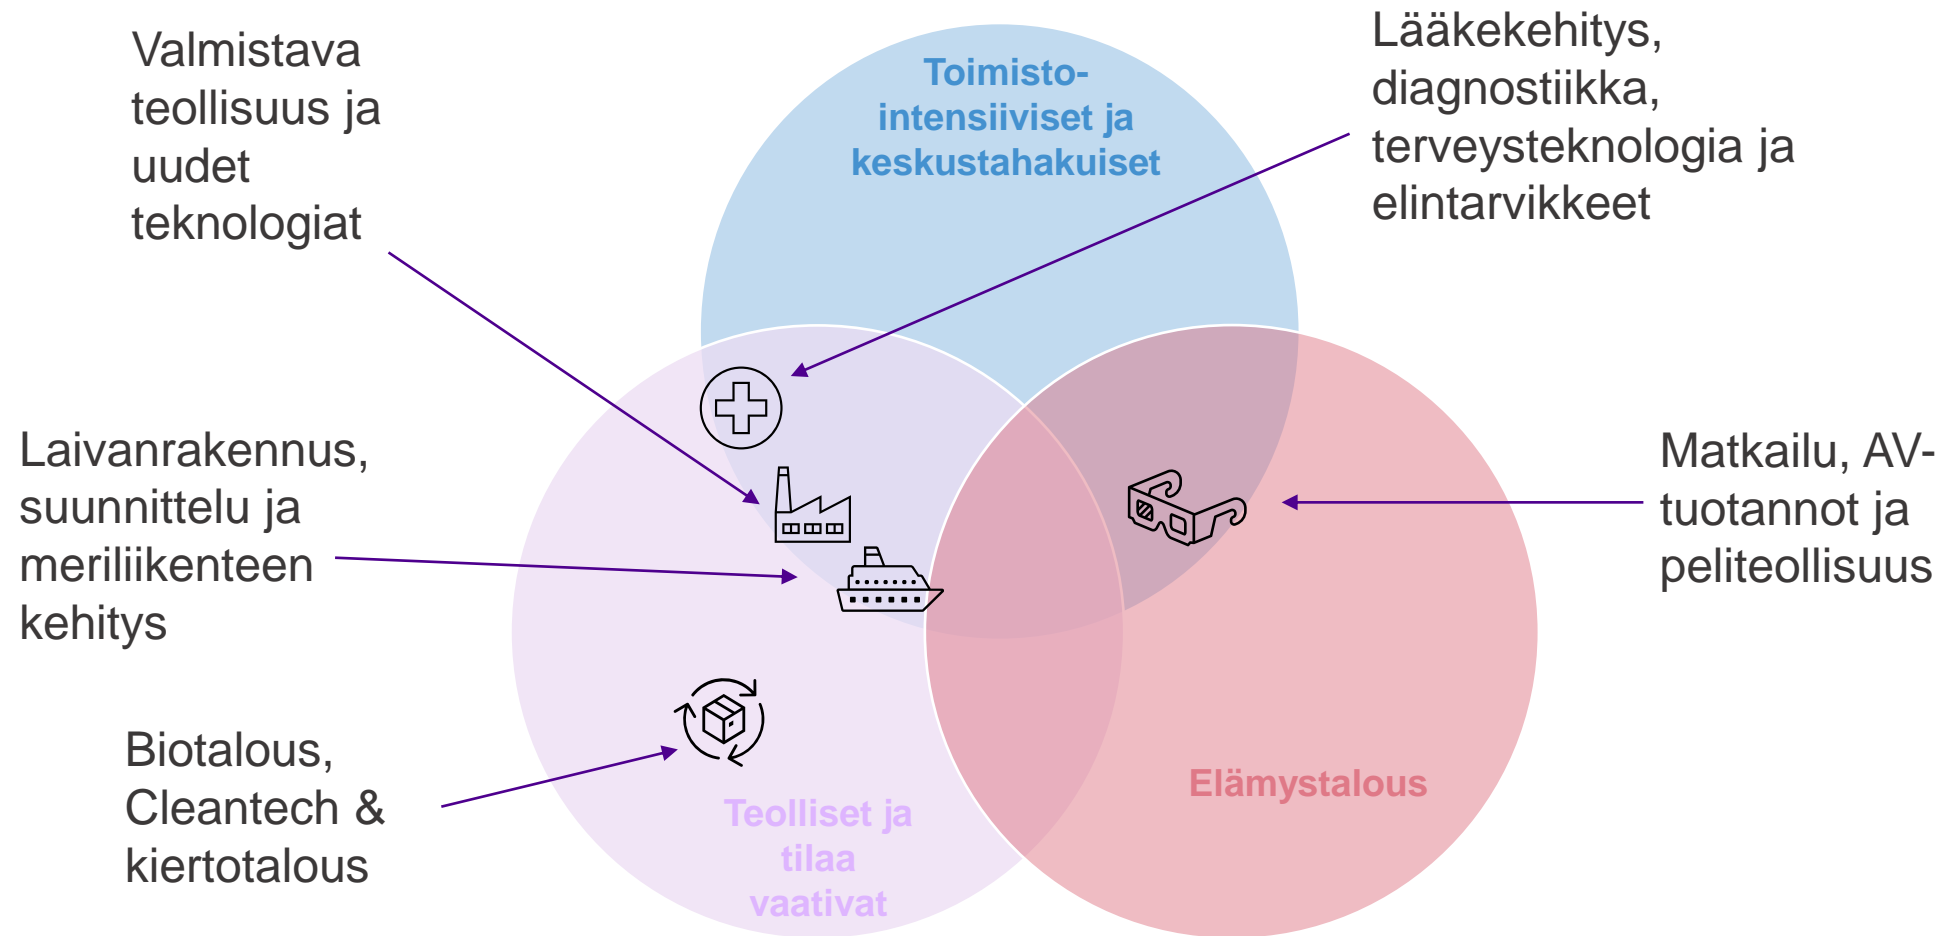 Valmistava
teollisuus ja
uudet
teknologiat
Toimisto-
intensiiviset ja
keskustahakuiset
Lääkekehitys,
diagnostiikka,
terveysteknologia ja
elintarvikkeet
Laivanrakennus,
suunnittelu ja
meriliikenteen
kehitys
Matkailu, AV-
tuotannot ja
peliteollisuus
Biotalous,
Cleantech &
kiertotalous
Teolliset ja
tilaa
vaativat
Elämystalous